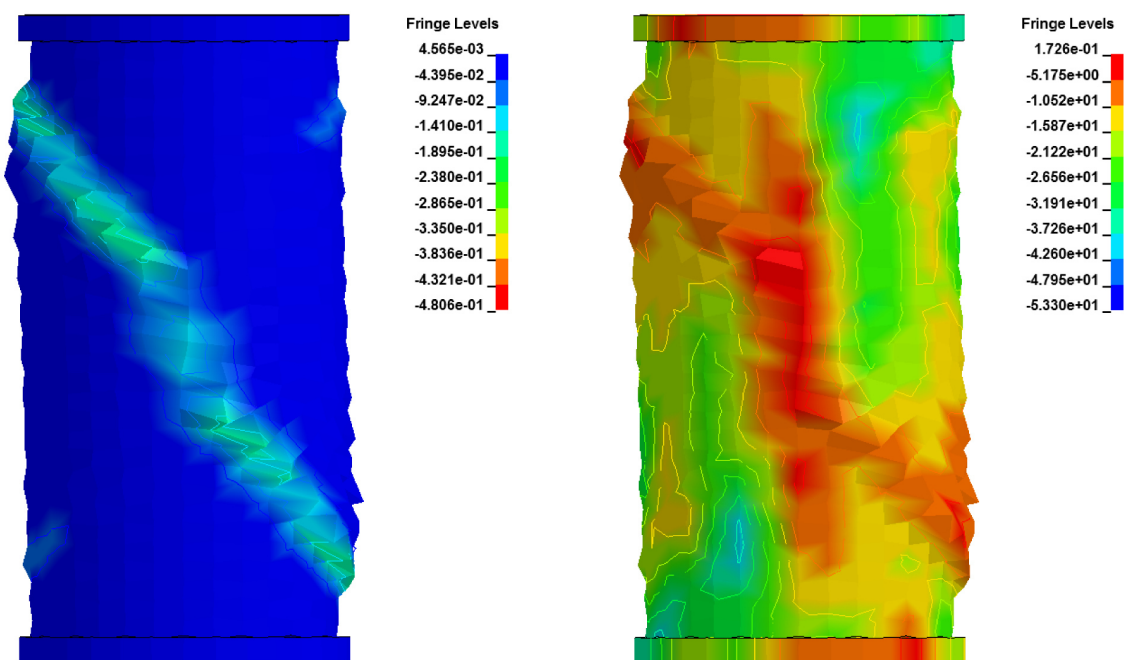 Fringe Levels
4.565e-03
-4.395e-02
-9.247e-02
-1.410e-01
-1.895e-01
-2.380e-01
-2.865e-01
-3.350e-01
-3.836e-01
-4.321e-01
-4.806e-01
Fringe Levels
1.726e-01
-5.175e+00
-1.052e+01
-1.587e+01
-2.122e+01
-2.656e+01
-3.191e+01
-3.726e+01
-4.260e+01
-4.795e+01
-5.330e+01